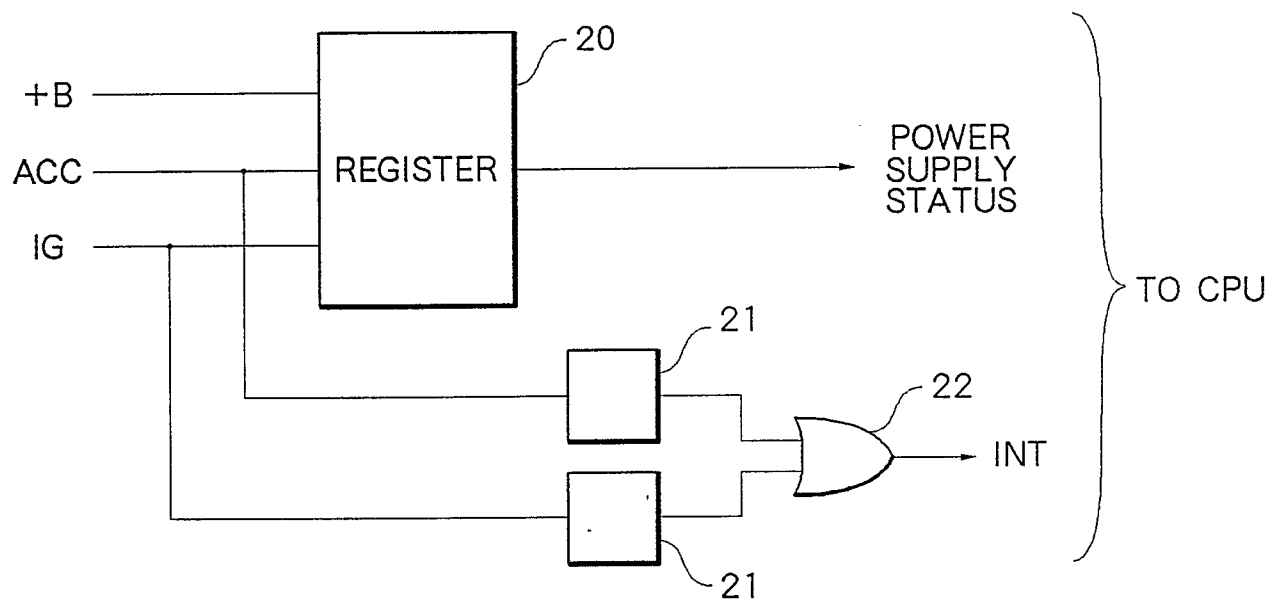 20
+B
ACC
IG
REGISTER
POWER
SUPPLY
STATUS
TO CPU
21
22
INT
21